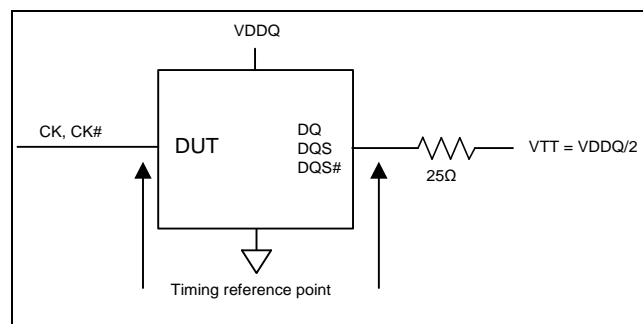 VDDQ
CK, CK#
DUT
DQ
DQS
DQS#
VTT = VDDQ/2
25Ω
Timing reference point